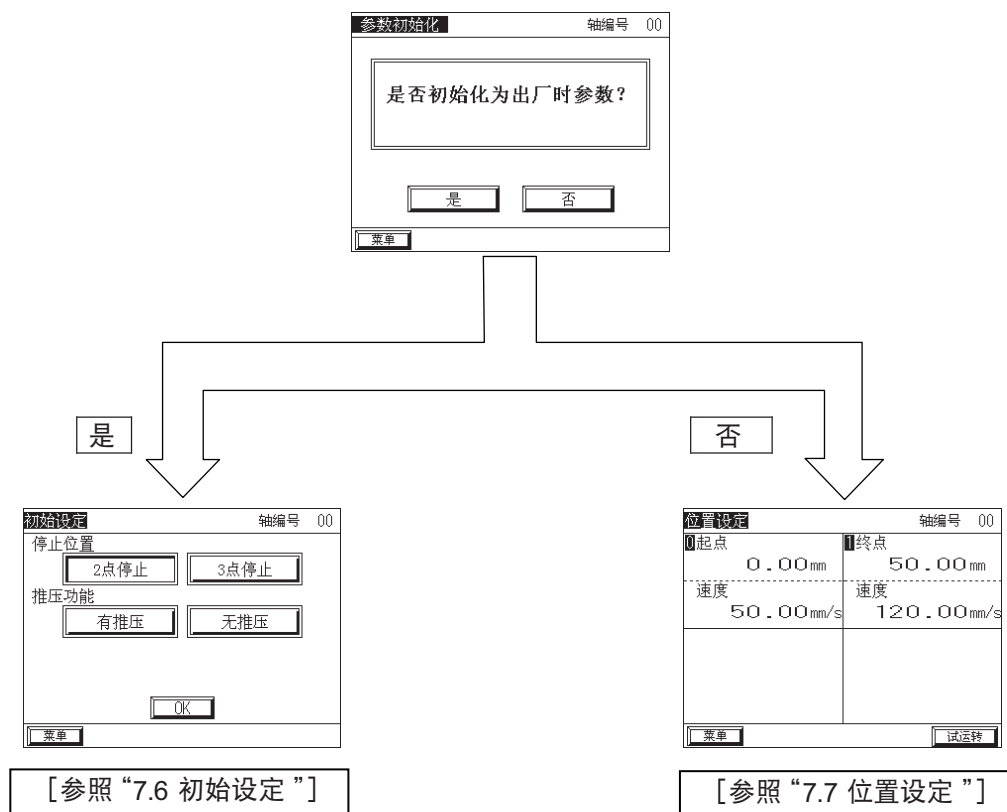 参数初始化 轴编号 00
是否初始化为出厂时参数?
是 否
菜单
是 否
初始设定 轴编号 00
停止位置
2点停止 3点停止
推压功能
有推压 无推压
OK
菜单
[参照“7.6 初始设定”]
位置设定 轴编号 00
0起点 1终点
0.00mm 50.00mm
速度 速度
50.00mm/s 120.00mm/s
菜单 试运转
[参照“7.7 位置设定”]